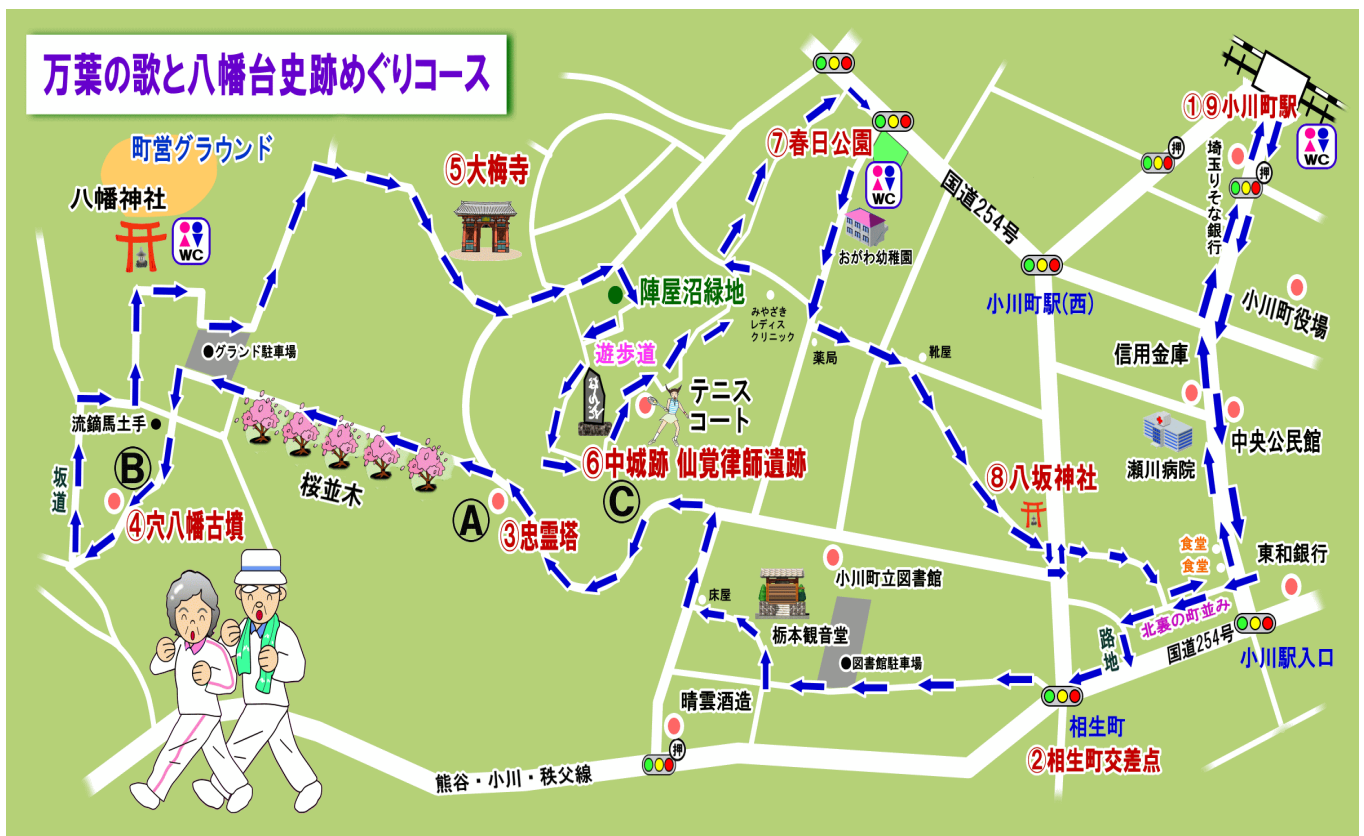 万葉の歌と八幡台史跡めぐりコース
町営グラウンド
八幡神社
WC
⑤大梅寺
⑦春日公園
WC
おがわ幼稚園
国道254号
①⑨小川町駅
WC
押
押
埼玉りそな銀行
小川町駅(西)
小川町役場
陣屋沼緑地
みやざき
レディス
クリニック
薬局
靴屋
信用金庫
●グランド駐車場
遊歩道
テニス
コート
瀬川病院
中央公民館
流鏑馬土手
B
坂道
④穴八幡古墳
桜並木
A
③忠霊塔
⑥中城跡 仙覚律師遺跡
C
⑧八坂神社
食堂
食堂
東和銀行
小川町立図書館
床屋
栃本観音堂
●図書館駐車場
北裏の町並み
路地
国道254号
小川駅入口
晴雲酒造
押
相生町
②相生町交差点
熊谷・小川・秩父線